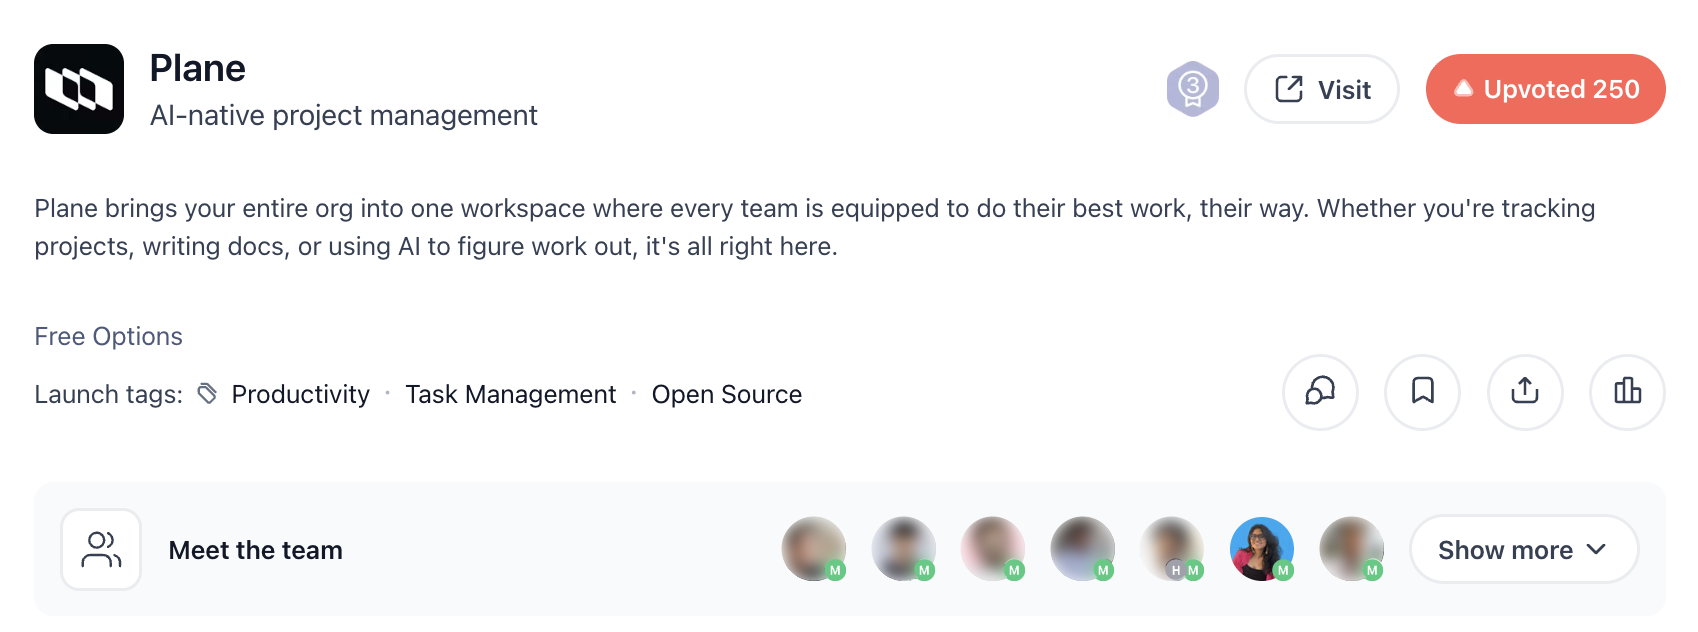 Plane
AI-native project management
3
Visit
Upvoted 250
Plane brings your entire org into one workspace where every team is equipped to do their best work, their way. Whether you're tracking
projects, writing docs, or using AI to figure work out, it's all right here.
Free Options
Launch tags: Productivity · Task Management · Open Source
Meet the team
M
M
M
M
H M
M
M
Show more